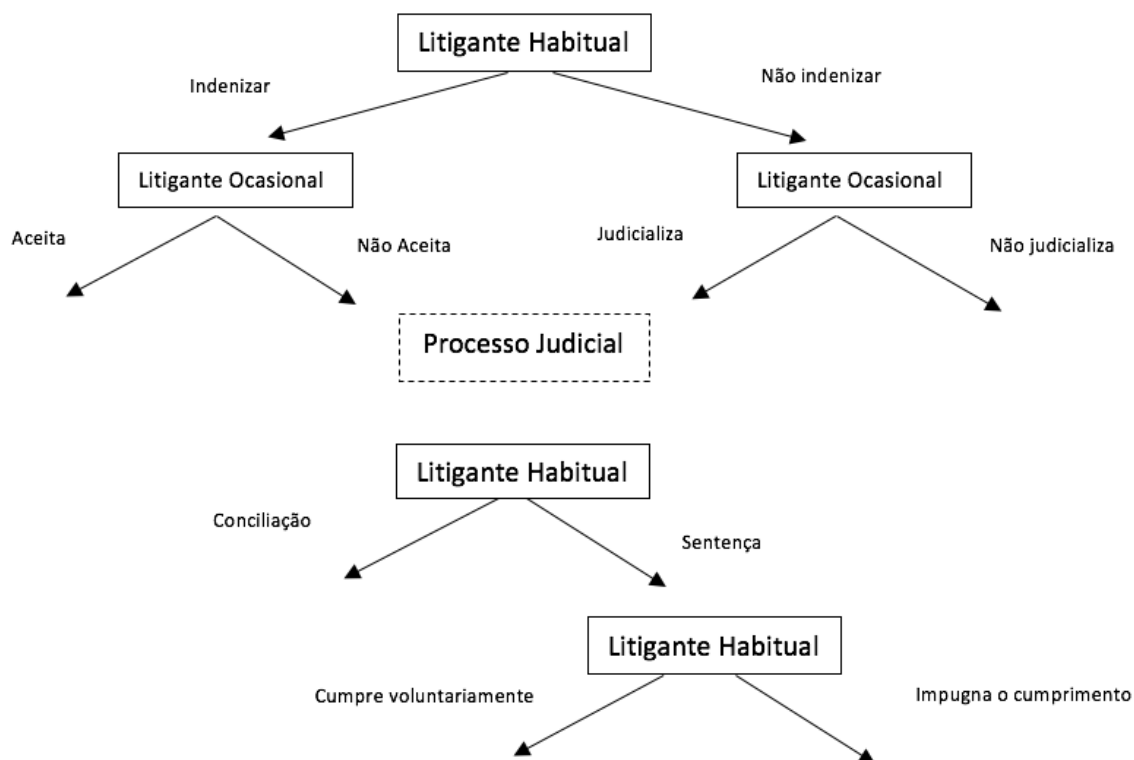 Litigante Habitual
Indenizar
Não indenizar
Litigante Ocasional
Litigante Ocasional
Aceita
Não Aceita
Judicializa
Não judicializa
Processo Judicial
Litigante Habitual
Conciliação
Sentença
Litigante Habitual
Cumpre voluntariamente
Impugna o cumprimento